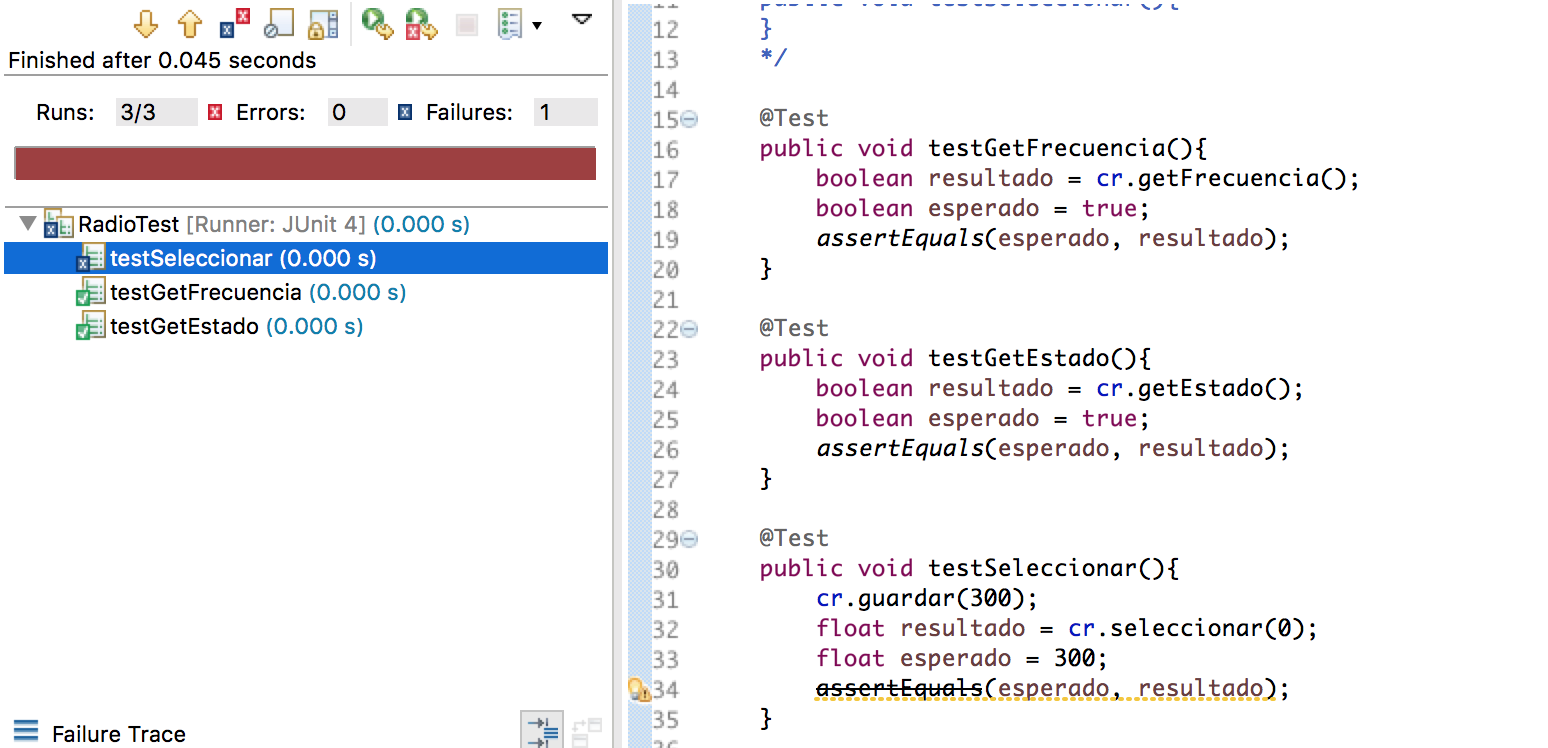 Finished after 0.045 seconds
Runs: 3/3 Errors: 0 Failures: 1
RadioTest [Runner: JUnit 4] (0.000 s)
testSeleccionar (0.000 s)
testGetFrecuencia (0.000 s)
testGetEstado (0.000 s)
Failure Trace
11 public void testSeleccionar(){
12 }
13 */
14
15 @Test
16 public void testGetFrecuencia(){
17 boolean resultado = cr.getFrecuencia();
18 boolean esperado = true;
19 assertEquals(esperado, resultado);
20 }
21
22 @Test
23 public void testGetEstado(){
24 boolean resultado = cr.getEstado();
25 boolean esperado = true;
26 assertEquals(esperado, resultado);
27 }
28
29 @Test
30 public void testSeleccionar(){
31 cr.guardar(300);
32 float resultado = cr.seleccionar(0);
33 float esperado = 300;
34 assertEquals(esperado, resultado);
35 }